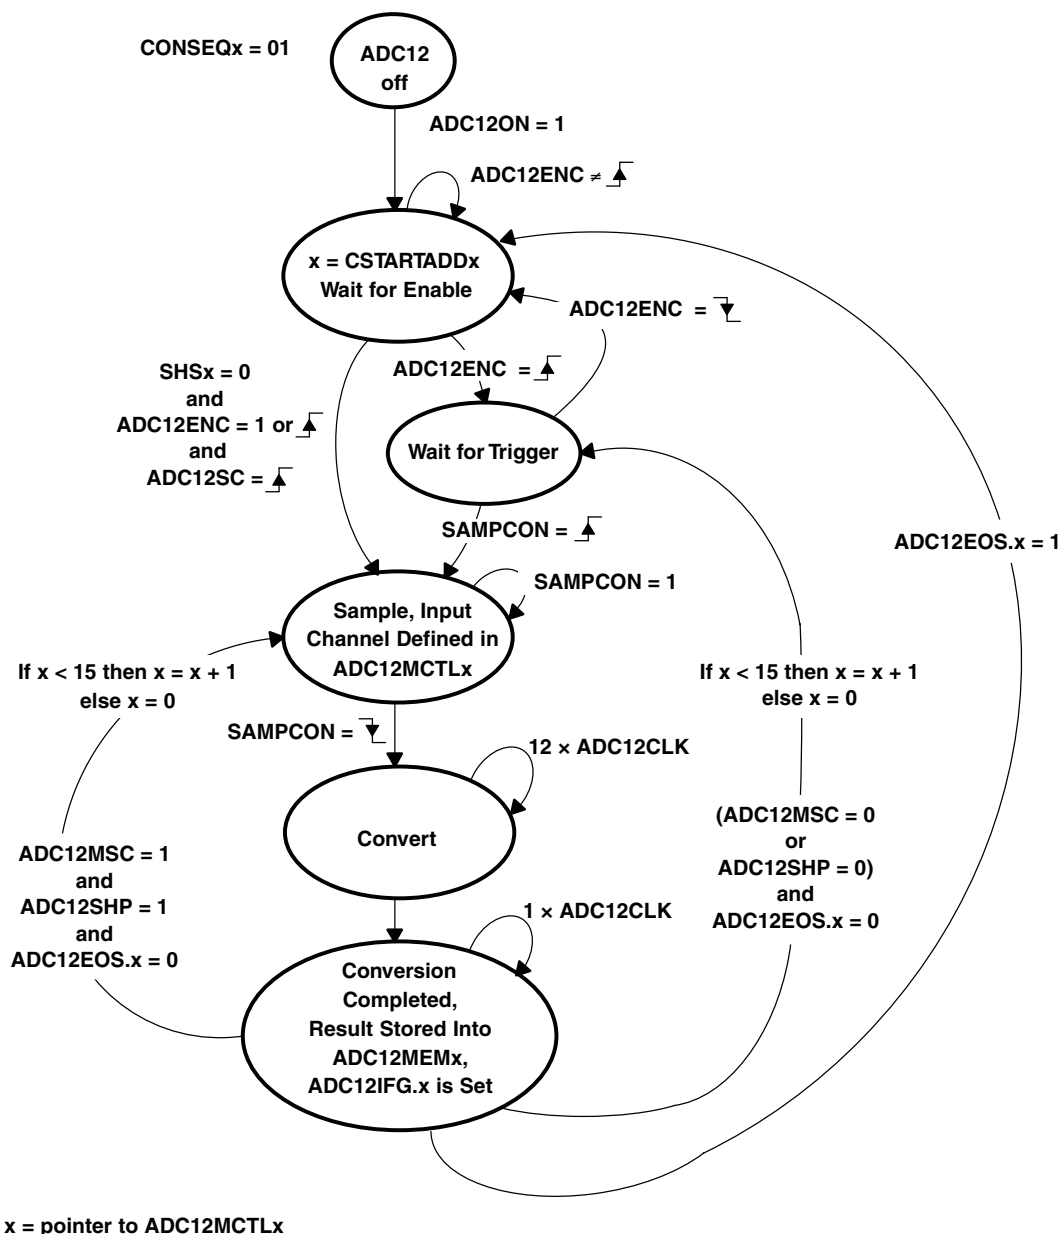 CONSEQx = 01
ADC12
off
ADC12ON = 1
ADC12ENC ≠
x = CSTARTADDx
Wait for Enable
ADC12ENC =
SHSx = 0
and
ADC12ENC = 1 or
and
ADC12SC =
ADC12ENC =
Wait for Trigger
SAMPCON =
ADC12EOS.x = 1
SAMPCON = 1
Sample, Input
Channel Defined in
ADC12MCTLx
If x < 15 then x = x + 1
else x = 0
If x < 15 then x = x + 1
else x = 0
SAMPCON =
12 × ADC12CLK
Convert
(ADC12MSC = 0
or
ADC12SHP = 0)
and
ADC12EOS.x = 0
ADC12MSC = 1
and
ADC12SHP = 1
and
ADC12EOS.x = 0
1 × ADC12CLK
Conversion
Completed,
Result Stored Into
ADC12MEMx,
ADC12IFG.x is Set
x = pointer to ADC12MCTLx